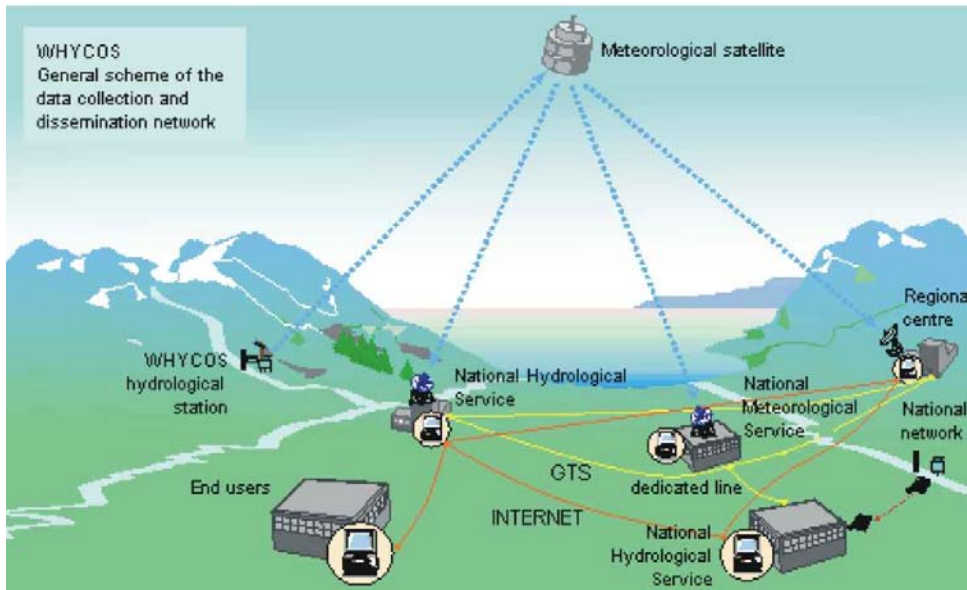 WHYCOS
General scheme of the
data collection and
dissemination network
Meteorological satellite
Regional
centre
WHYCOS
hydrological
station
National Hydrological
Service
National
Meteorological
Service
National
network
End users
GTS
dedicated line
INTERNET
National
Hydrological
Service